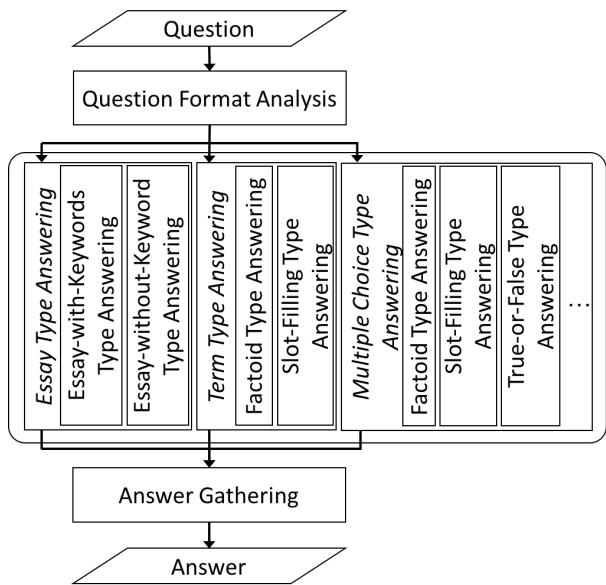 Question
Question Format Analysis
Essay Type Answering
Essay-with-Keywords
Type Answering
Essay-without-Keyword
Type Answering
Term Type Answering
Factoid Type Answering
Slot-Filling Type
Answering
Multiple Choice Type
Answering
Factoid Type Answering
Slot-Filling Type
Answering
True-or-False Type
Answering
...
Answer Gathering
Answer